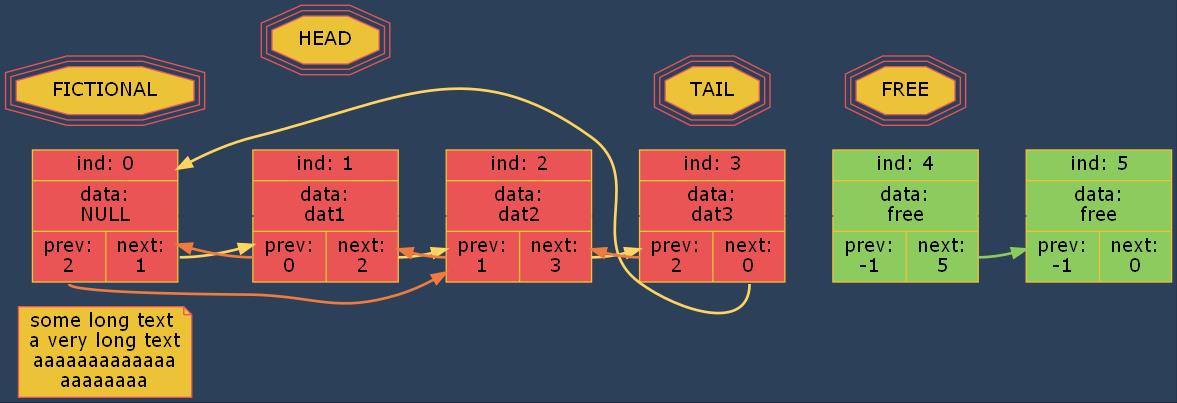 HEAD
FICTIONAL
TAIL
FREE
ind: 0
data:
NULL
prev:
2
next:
1
ind: 1
data:
dat1
prev:
0
next:
2
ind: 2
data:
dat2
prev:
1
next:
3
ind: 3
data:
dat3
prev:
2
next:
0
ind: 4
data:
free
prev:
-1
next:
5
ind: 5
data:
free
prev:
-1
next:
0
some long text
a very long text
aaaaaaaaaaaaa
aaaaaaaa